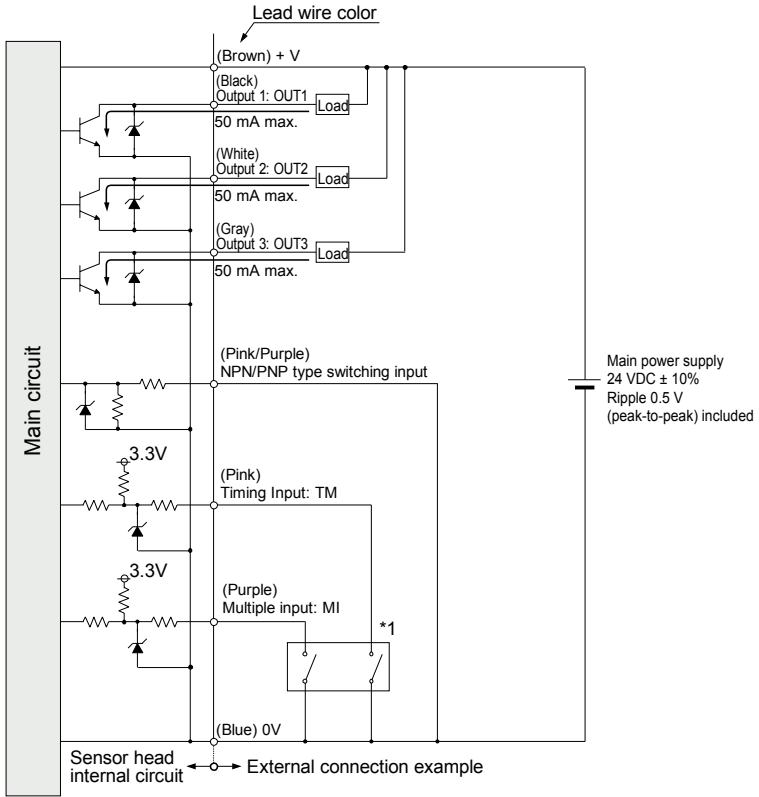 Lead wire color
(Brown) + V
(Black)
Output 1: OUT1
Load
50 mA max.
(White)
Output 2: OUT2
Load
50 mA max.
(Gray)
Output 3: OUT3
Load
50 mA max.
Main circuit
(Pink/Purple)
NPN/PNP type switching input
Main power supply
24 VDC ± 10%
Ripple 0.5 V
(peak-to-peak) included
3.3V
(Pink)
Timing Input: TM
3.3V
(Purple)
Multiple input: MI
*1
(Blue) 0V
Sensor head
internal circuit
External connection example